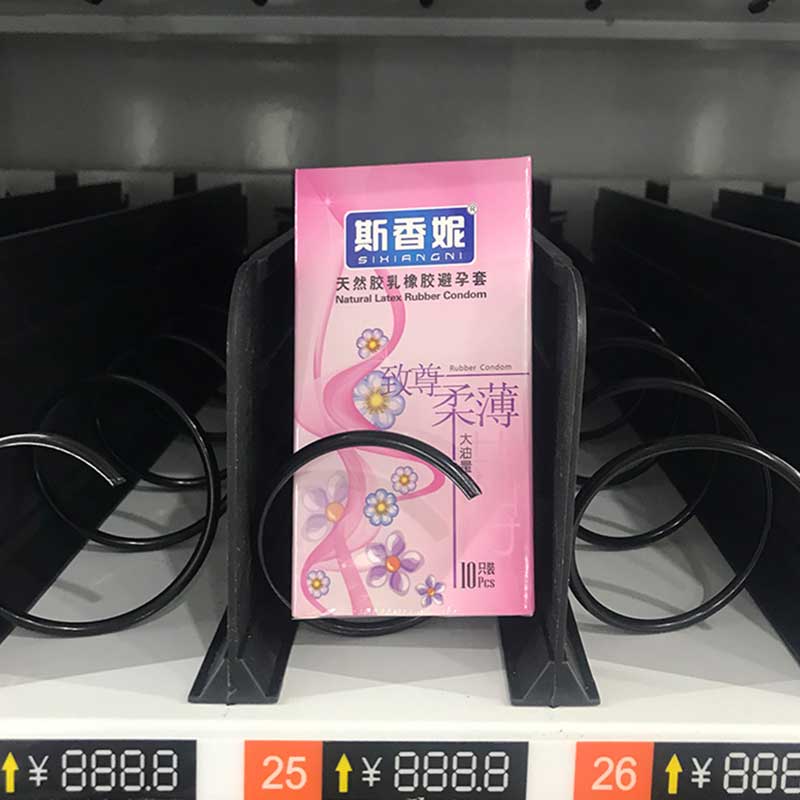 斯香妮®
SIXIANGNI
天然胶乳橡胶避孕套
Natural Latex Rubber Condom
Rubber Condom
致尊
柔薄
大油量
10只装
Pcs
¥ 888.8
25 ¥ 888.8
26 ¥ 888